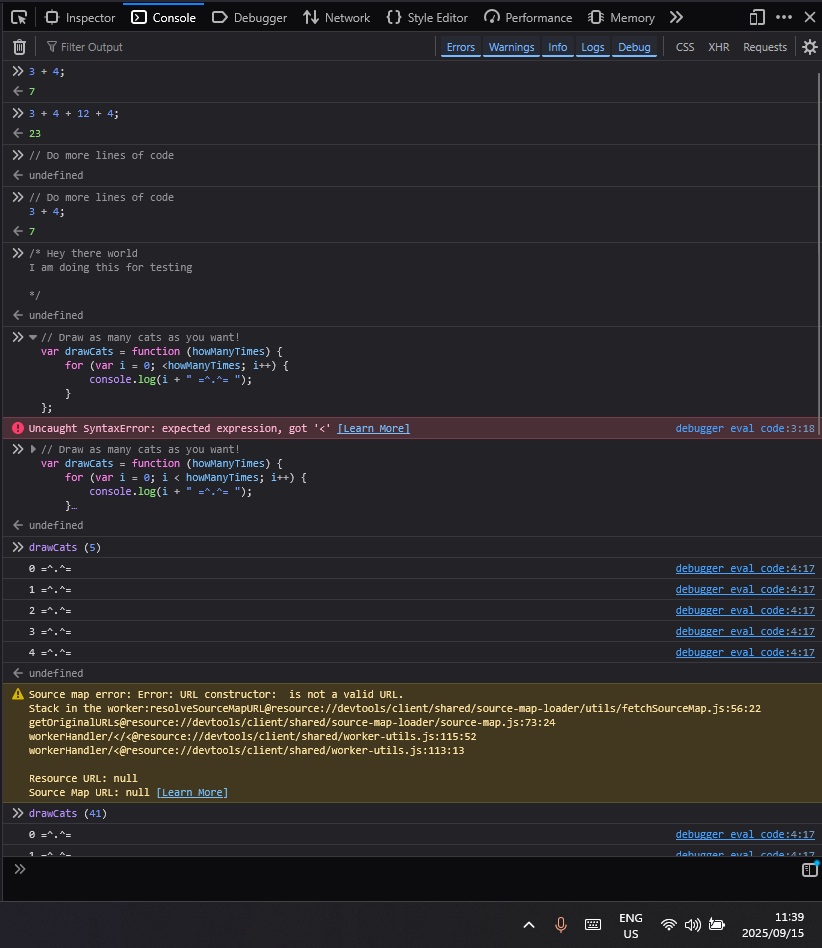 Inspector Console Debugger Network Style Editor Performance Memory
Filter Output Errors Warnings Info Logs Debug CSS XHR Requests
3 + 4;
7
3 + 4 + 12 + 4;
23
// Do more lines of code
undefined
// Do more lines of code
3 + 4;
7
/* Hey there world
I am doing this for testing
*/
undefined
// Draw as many cats as you want!
var drawCats = function (howManyTimes) {
for (var i = 0; <howManyTimes; i++) {
console.log(i + " =^.^= ");
}
};
Uncaught SyntaxError: expected expression, got '<' [Learn More] debugger eval code:3:18
// Draw as many cats as you want!
var drawCats = function (howManyTimes) {
for (var i = 0; i < howManyTimes; i++) {
console.log(i + " =^.^= ");
}…
undefined
drawCats (5)
0 =^.^= debugger eval code:4:17
1 =^.^= debugger eval code:4:17
2 =^.^= debugger eval code:4:17
3 =^.^= debugger eval code:4:17
4 =^.^= debugger eval code:4:17
undefined
Source map error: Error: URL constructor:  is not a valid URL.
Stack in the worker:resolveSourceMapURL@resource://devtools/client/shared/source-map-loader/utils/fetchSourceMap.js:56:22
getOriginalURLs@resource://devtools/client/shared/source-map-loader/source-map.js:73:24
workerHandler/</<@resource://devtools/client/shared/worker-utils.js:115:52
workerHandler/<@resource://devtools/client/shared/worker-utils.js:113:13
Resource URL: null
Source Map URL: null [Learn More]
drawCats (41)
0 =^.^= debugger eval code:4:17
1 =^.^= debugger eval code:4:17
ENG 11:39
US 2025/09/15